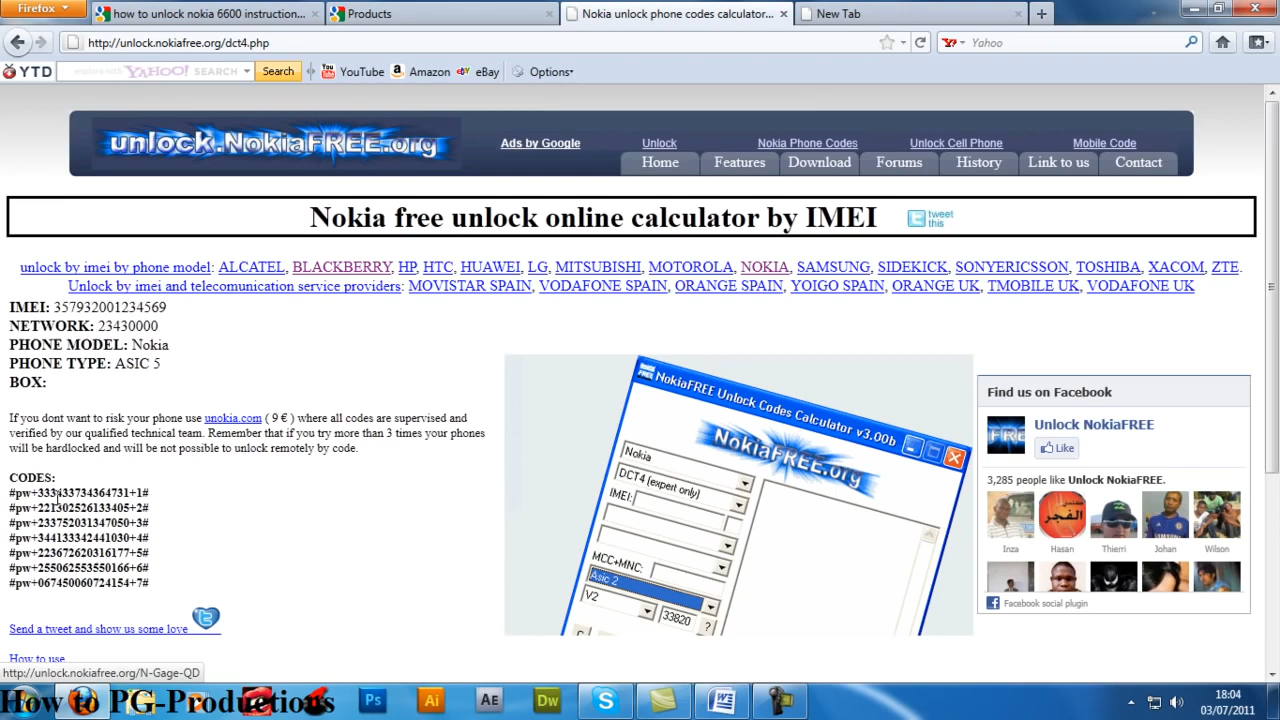 Firefox
how to unlock nokia 6600 instruction...
Products
Nokia unlock phone codes calculator...
New Tab
http://unlock.nokiafree.org/dct4.php
Yahoo
YTD
explore with YAHOO! SEARCH
Search
YouTube
Amazon
eBay
Options
unlock.NokiaFREE.org
Ads by Google
Unlock
Nokia Phone Codes
Unlock Cell Phone
Mobile Code
Home
Features
Download
Forums
History
Link to us
Contact
Nokia free unlock online calculator by IMEI
tweet
this
unlock by imei by phone model: ALCATEL, BLACKBERRY, HP, HTC, HUAWEI, LG, MITSUBISHI, MOTOROLA, NOKIA, SAMSUNG, SIDEKICK, SONYERICSSON, TOSHIBA, XACOM, ZTE.
Unlock by imei and telecomunication service providers: MOVISTAR SPAIN, VODAFONE SPAIN, ORANGE SPAIN, YOIGO SPAIN, ORANGE UK, TMOBILE UK, VODAFONE UK
IMEI: 357932001234569
NETWORK: 23430000
PHONE MODEL: Nokia
PHONE TYPE: ASIC 5
BOX:
If you dont want to risk your phone use unokia.com ( 9 € ) where all codes are supervised and
verified by our qualified technical team. Remember that if you try more than 3 times your phones
will be hardlocked and will be not possible to unlock remotely by code.
CODES:
#pw+333433734364731+1#
#pw+221302526133405+2#
#pw+233752031347050+3#
#pw+344133342441030+4#
#pw+223672620316177+5#
#pw+255062553550166+6#
#pw+067450060724154+7#
Send a tweet and show us some love
How to use
NokiaFREE Unlock Codes Calculator v3.00b
NokiaFREE.org
Nokia
DCT4 (expert only)
IMEI:
MCC+MNC:
Asic 2
V2
33820
?
Find us on Facebook
FRE
Unlock NokiaFREE
Like
3,285 people like Unlock NokiaFREE.
Inza
Hasan
Thierri
Johan
Wilson
الفجر
Facebook social plugin
http://unlock.nokiafree.org/N-Gage-QD
How to PG-Productions
Ps
Ai
AE
Dw
18:04
03/07/2011